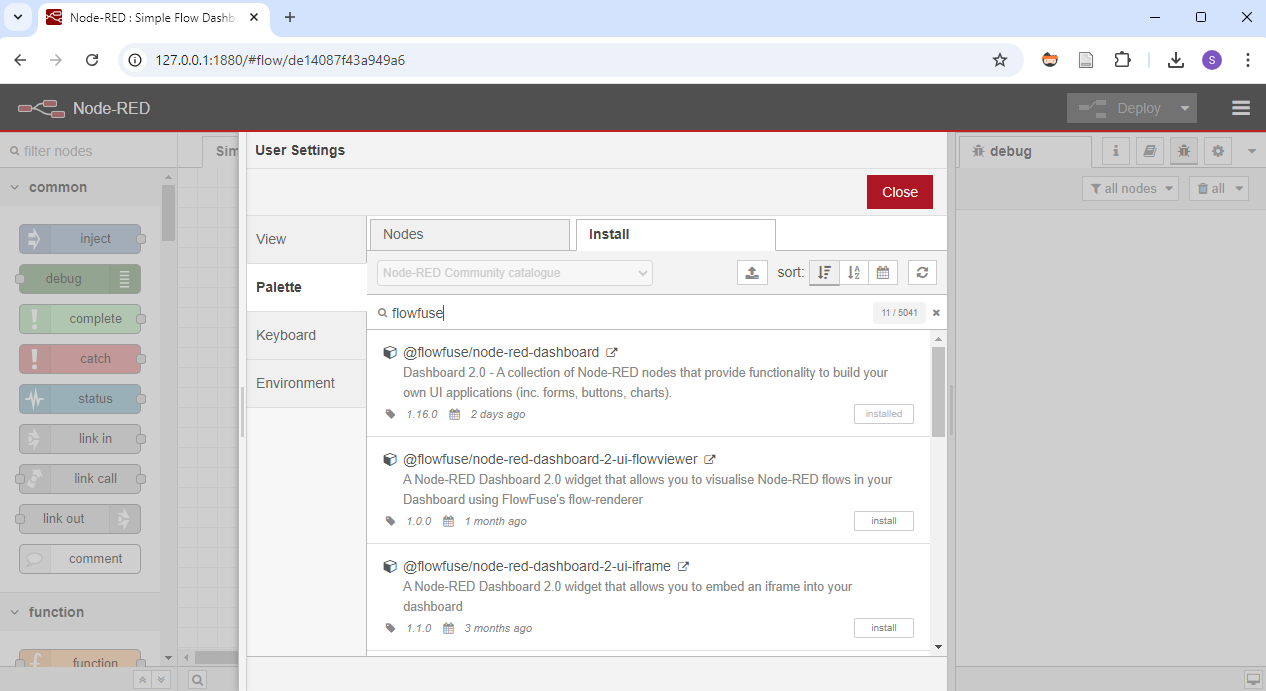 Node-RED : Simple Flow Dashb
127.0.0.1:1880/#flow/de14087f43a949a6
S
Node-RED
Deploy
filter nodes
Sim
User Settings
debug
Close
all nodes
all
common
inject
debug
complete
catch
status
link in
link call
link out
comment
function
function
View
Palette
Keyboard
Environment
Nodes
Install
Node-RED Community catalogue
sort:
flowfuse
11 / 5041
@flowfuse/node-red-dashboard
Dashboard 2.0 - A collection of Node-RED nodes that provide functionality to build your
own UI applications (inc. forms, buttons, charts).
1.16.0 2 days ago
installed
@flowfuse/node-red-dashboard-2-ui-flowviewer
A Node-RED Dashboard 2.0 widget that allows you to visualise Node-RED flows in your
Dashboard using FlowFuse's flow-renderer
1.0.0 1 month ago
install
@flowfuse/node-red-dashboard-2-ui-iframe
A Node-RED Dashboard 2.0 widget that allows you to embed an iframe into your
dashboard
1.1.0 3 months ago
install